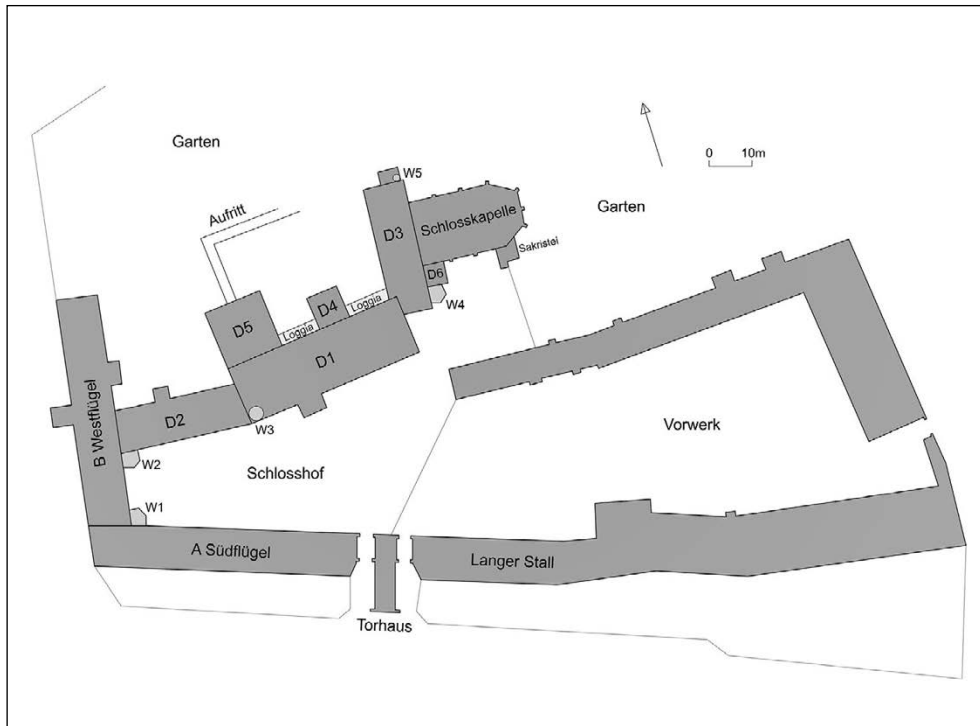 Garten
0 10m
W5
Aufritt
D3
Schlosskapelle
Garten
Sakristei
D6
W4
D5
Loggia
D4
Loggia
D1
B Westflügel
D2
W3
Vorwerk
W2
Schlosshof
W1
A Südflügel
Langer Stall
Torhaus